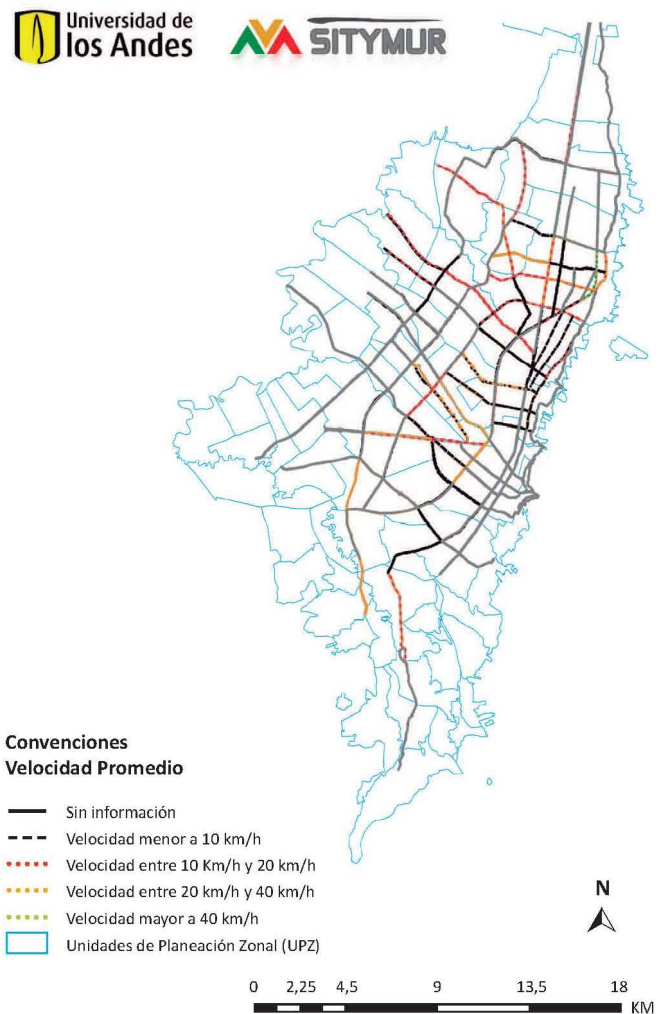 Universidad de
los Andes
SITYMUR
Convenciones
Velocidad Promedio
Sin información
Velocidad menor a 10 km/h
Velocidad entre 10 Km/h y 20 km/h
Velocidad entre 20 km/h y 40 km/h
Velocidad mayor a 40 km/h
Unidades de Planeación Zonal (UPZ)
N
0 2,25 4,5 9 13,5 18
KM